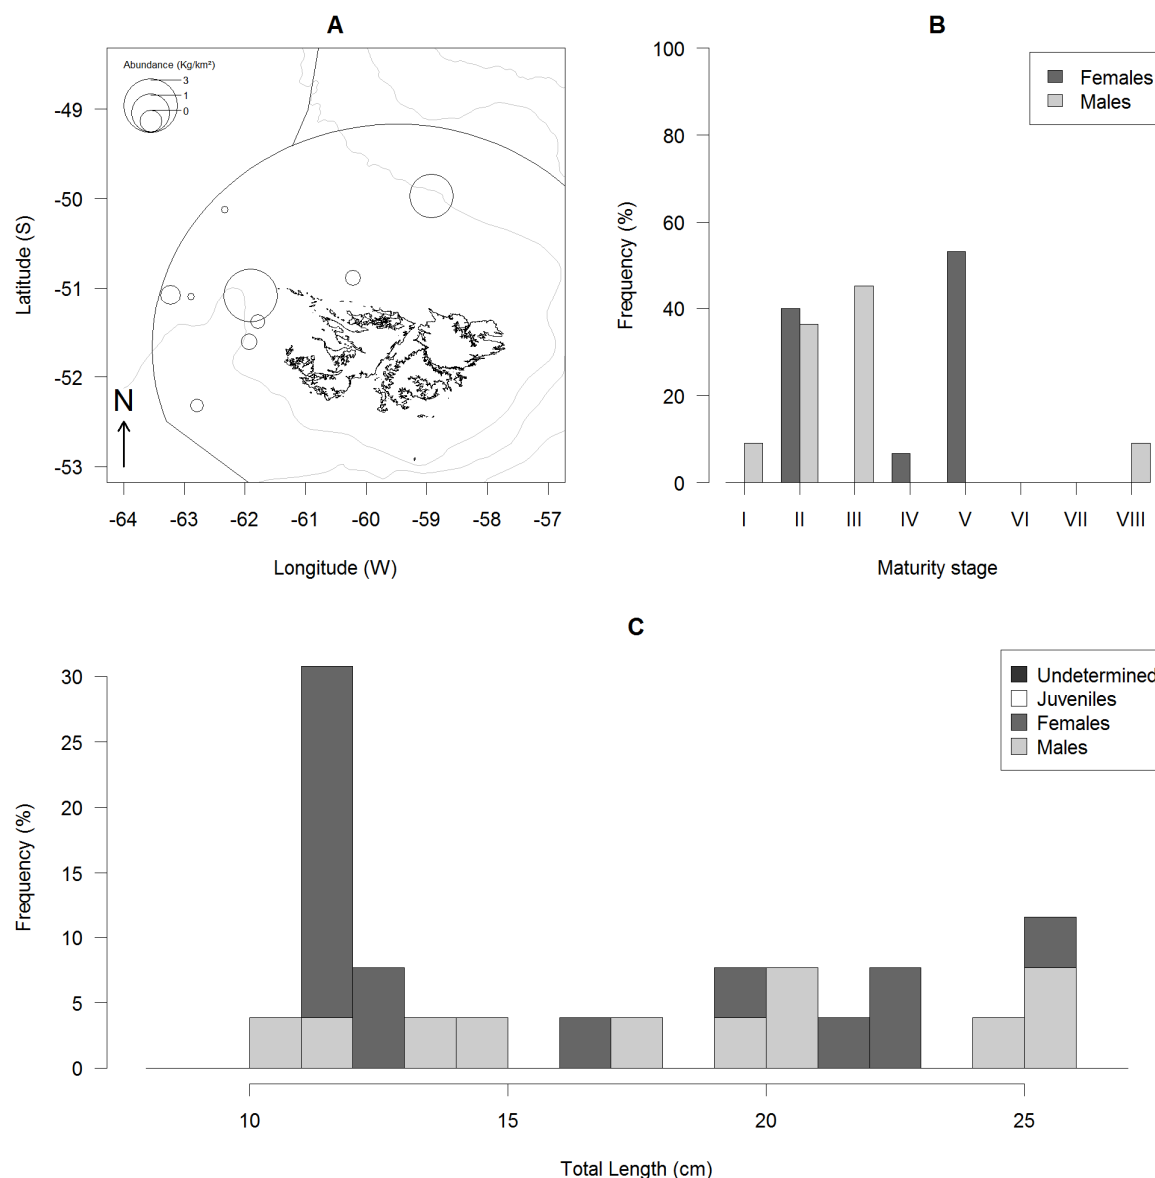 A
Abundance (Kg/km²)
3
1
0
-49
-50
-51
-52
-53
Latitude (S)
N
-64 -63 -62 -61 -60 -59 -58 -57
Longitude (W)
B
100
80
60
40
20
0
Frequency (%)
Females
Males
I II III IV V VI VII VIII
Maturity stage
C
30
25
20
15
10
5
0
Frequency (%)
Undetermined
Juveniles
Females
Males
10 15 20 25
Total Length (cm)